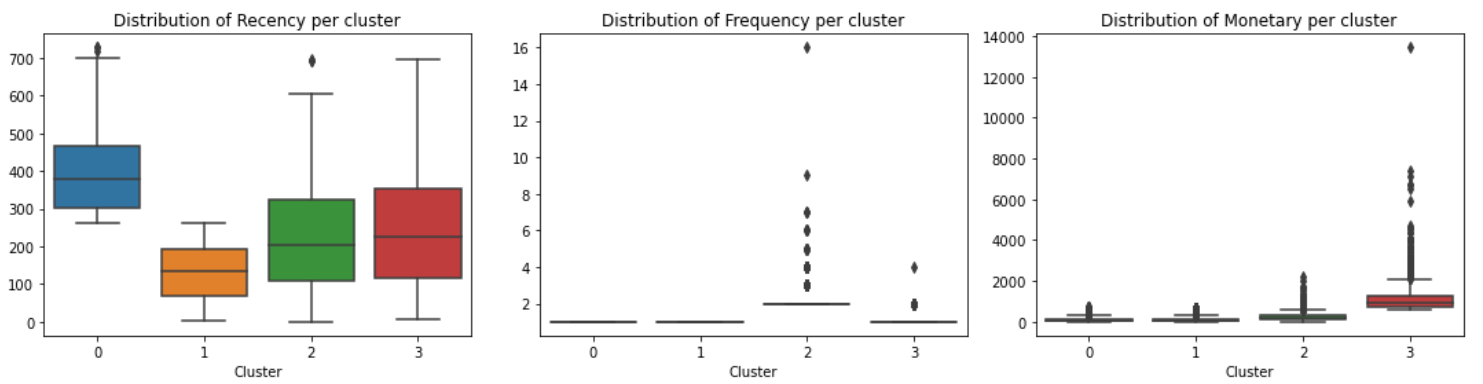 Distribution of Recency per cluster
700
600
500
400
300
200
100
0
0 1 2 3
Cluster
Distribution of Frequency per cluster
16
14
12
10
8
6
4
2
0 1 2 3
Cluster
Distribution of Monetary per cluster
14000
12000
10000
8000
6000
4000
2000
0
0 1 2 3
Cluster